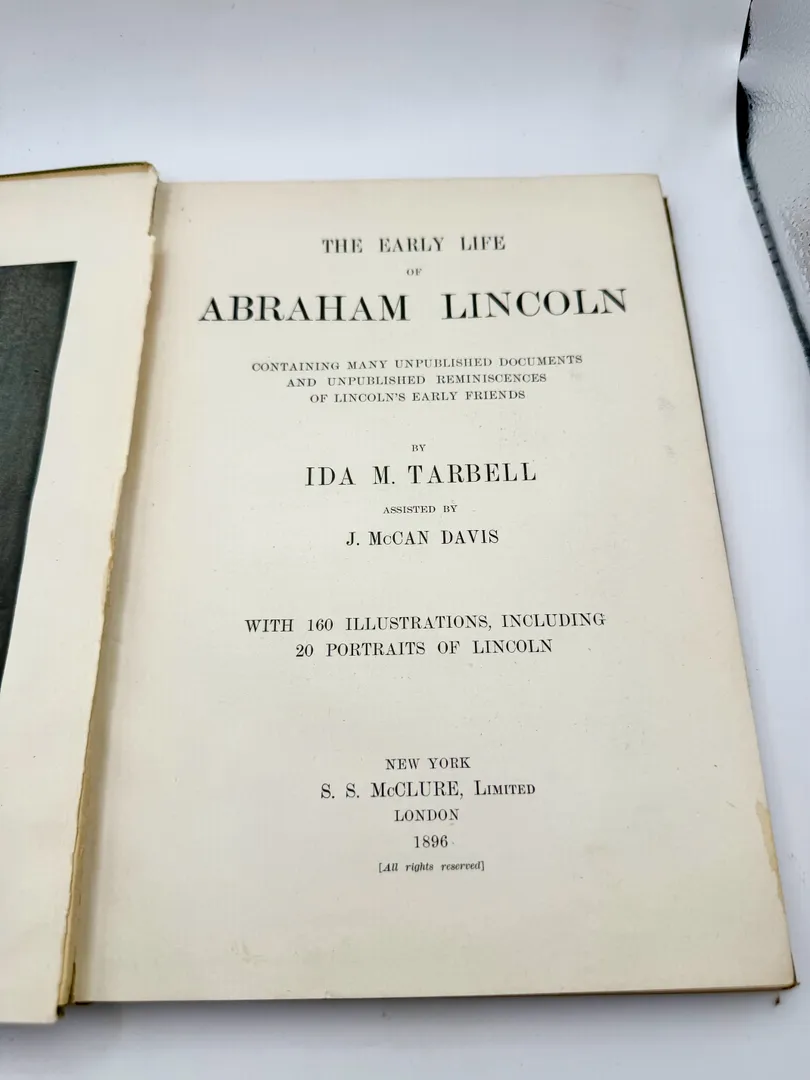 THE EARLY LIFE
OF
ABRAHAM LINCOLN
CONTAINING MANY UNPUBLISHED DOCUMENTS
AND UNPUBLISHED REMINISCENCES
OF LINCOLN'S EARLY FRIENDS
BY
IDA M. TARBELL
ASSISTED BY
J. McCAN DAVIS
WITH 160 ILLUSTRATIONS, INCLUDING
20 PORTRAITS OF LINCOLN
NEW YORK
S. S. McCLURE, LIMITED
LONDON
1896
[All rights reserved]